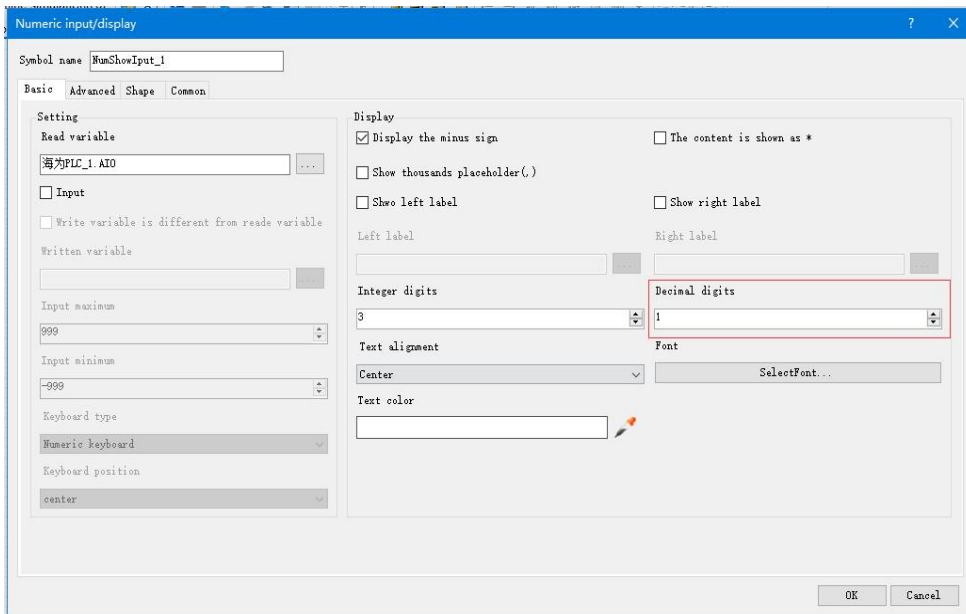 Numeric input/display
Symbol name NumShowIput_1
Basic Advanced Shape Common
Setting
Read variable
海为PLC_1.AI0
...
Input
Write variable is different from reade variable
Written variable
...
Input maximum
999
Input minimum
-999
Keyboard type
Numeric keyboard
Keyboard position
center
Display
Display the minus sign
The content is shown as *
Show thousands placeholder(,)
Shwo left label
Show right label
Left label
Right label
...
...
Integer digits
Decimal digits
3
1
Text alignment
Font
Center
SelectFont...
Text color
OK
Cancel